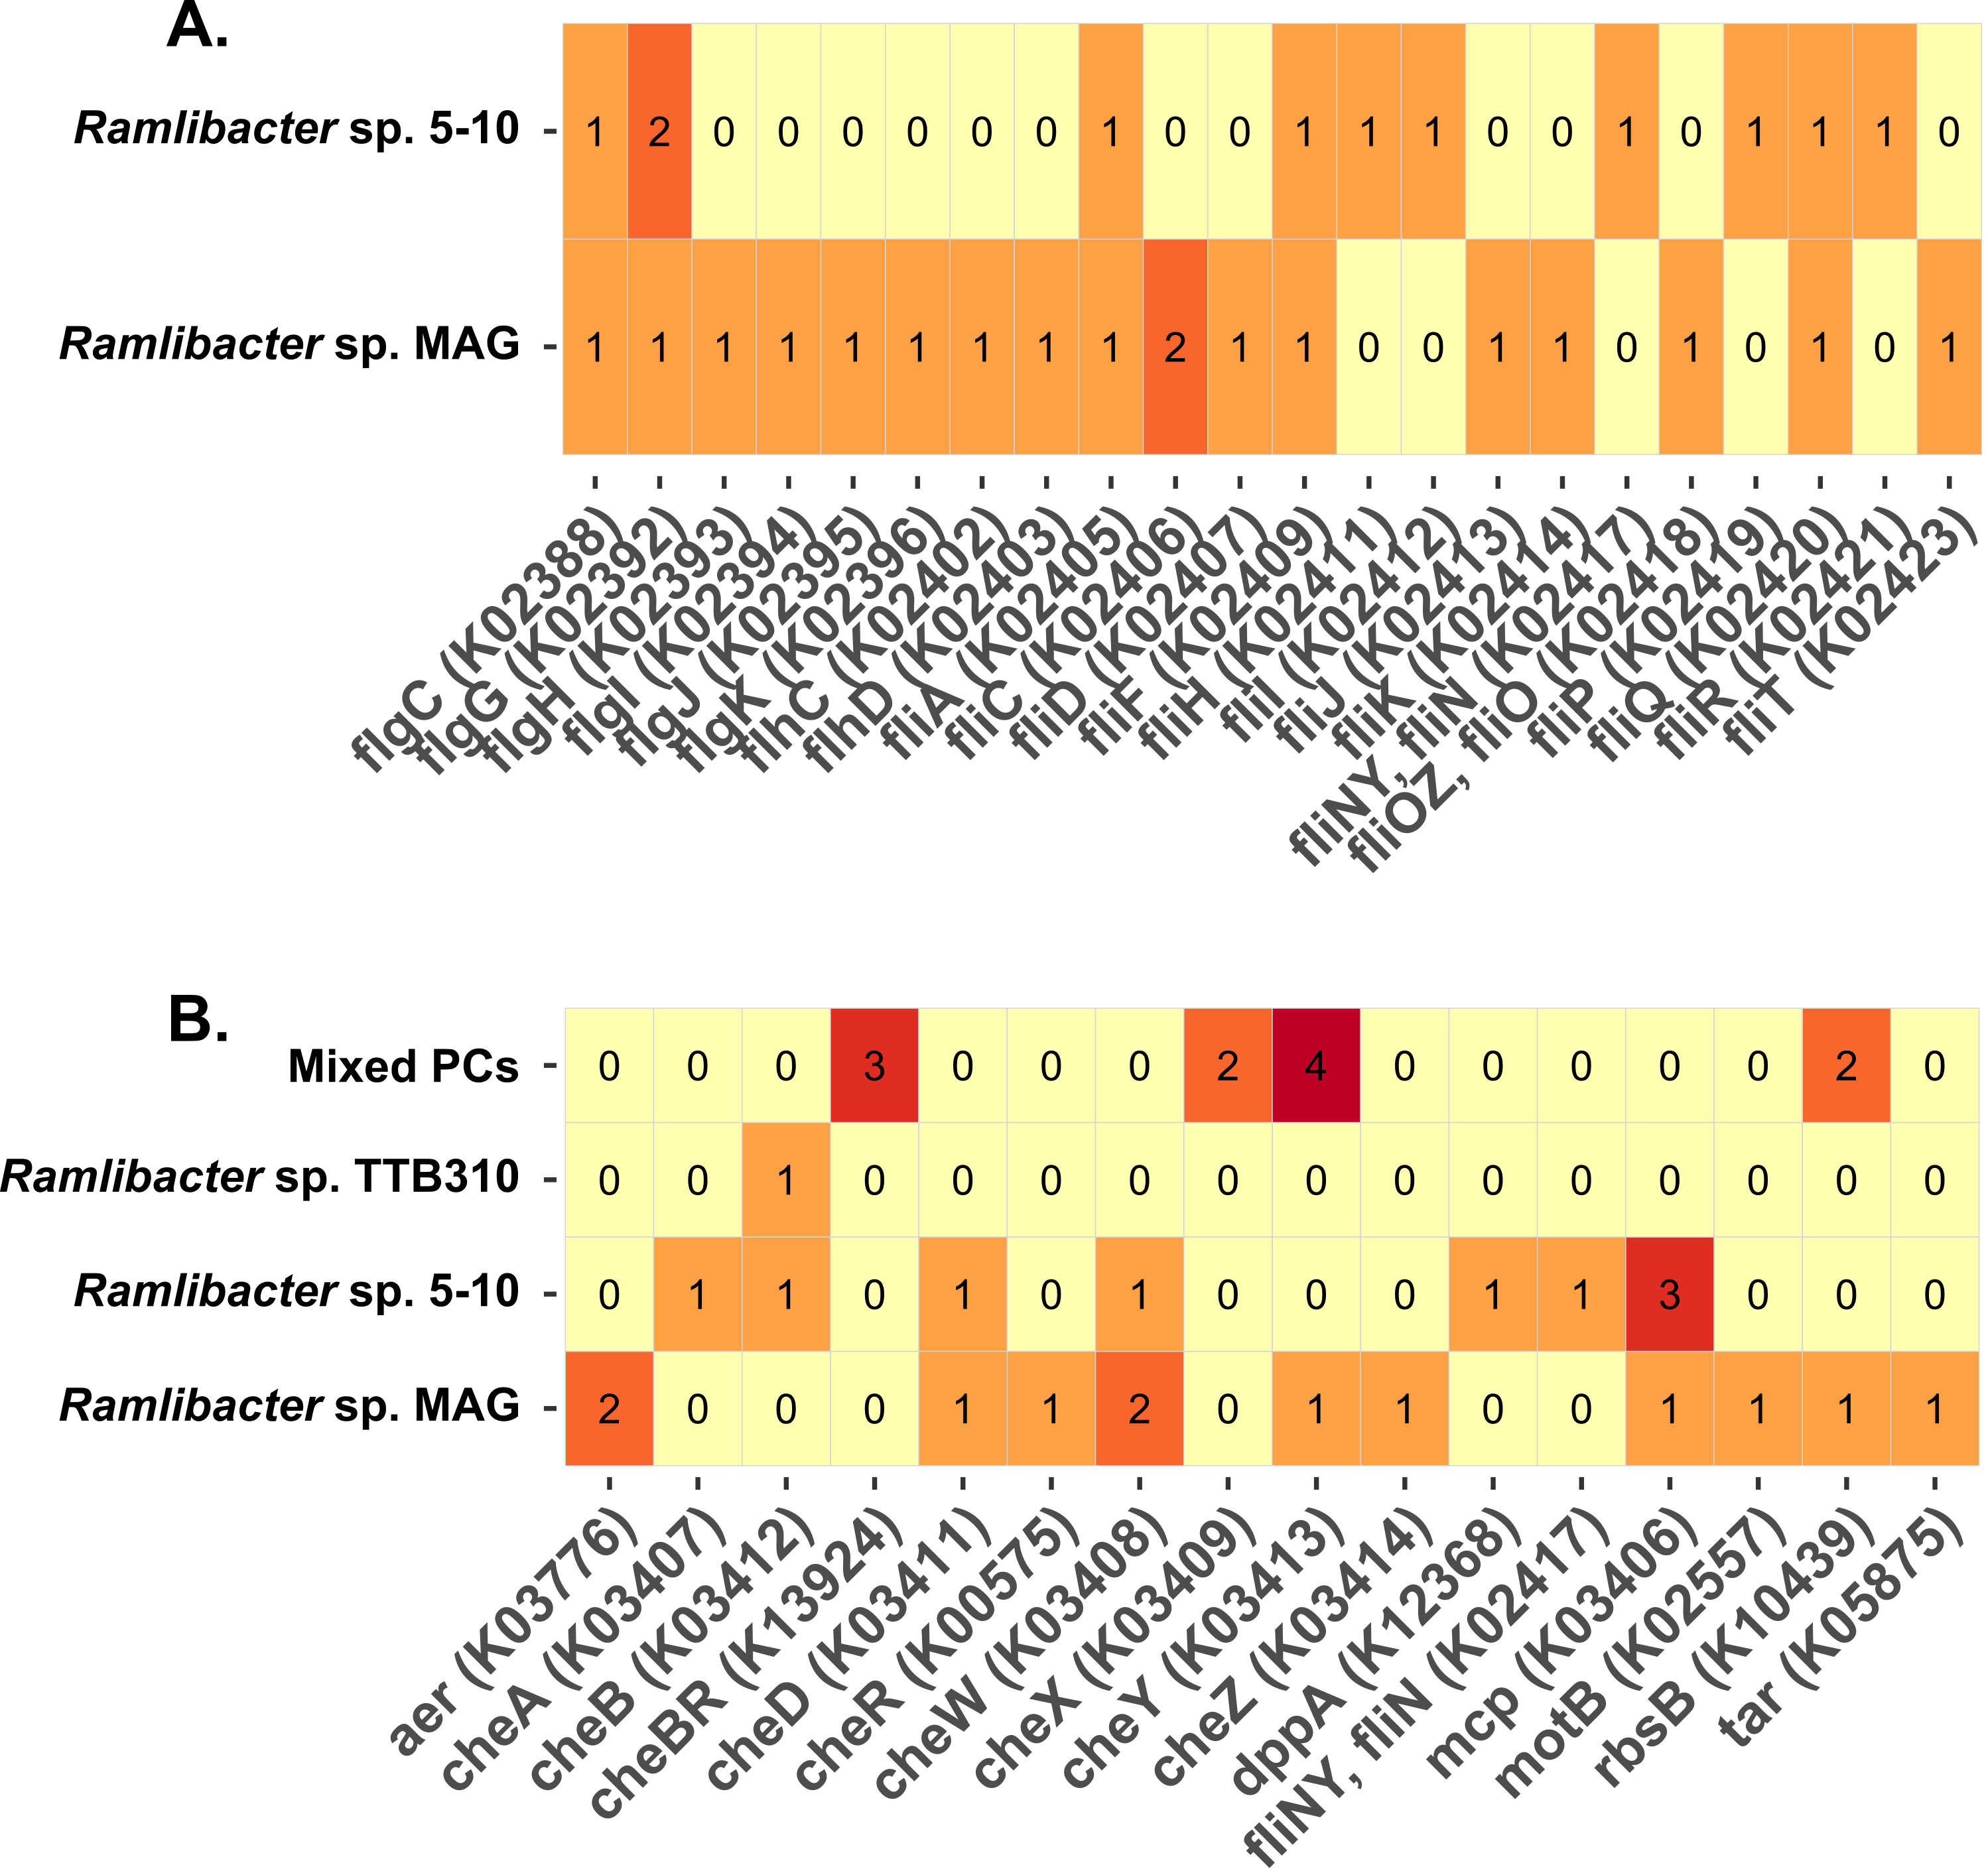 A.
Ramlibacter sp. 5-10
1 2 0 0 0 0 0 0 1 0 0 1 1 1 0 0 1 0 1 1 1 0
Ramlibacter sp. MAG
1 1 1 1 1 1 1 1 1 2 1 1 0 0 1 1 0 1 0 1 0 1
flgC (K02388)
flgG (K02392)
flgH (K02393)
flgI (K02394)
flgJ (K02395)
flgK (K02396)
flhC (K02402)
flhD (K02403)
fliA (K02405)
fliC (K02406)
fliD (K02407)
fliF (K02409)
fliH (K02411)
fliI (K02412)
fliJ (K02413)
fliK (K02414)
fliNY, fliN (K02417)
fliOZ, fliO (K02418)
fliP (K02419)
fliQ (K02420)
fliR (K02421)
fliT (K02423)
B.
Mixed PCs
0 0 0 3 0 0 0 2 4 0 0 0 0 0 2 0
Ramlibacter sp. TTB310
0 0 1 0 0 0 0 0 0 0 0 0 0 0 0 0
Ramlibacter sp. 5-10
0 1 1 0 1 0 1 0 0 0 1 1 3 0 0 0
Ramlibacter sp. MAG
2 0 0 0 1 1 2 0 1 1 0 0 1 1 1 1
aer (K03776)
cheA (K03407)
cheB (K03412)
cheBR (K13924)
cheD (K03411)
cheR (K00575)
cheW (K03408)
cheX (K03409)
cheY (K03413)
cheZ (K03414)
dppA (K12368)
fliNY, fliN (K02417)
mcp (K03406)
motB (K02557)
rbsB (K10439)
tar (K05875)